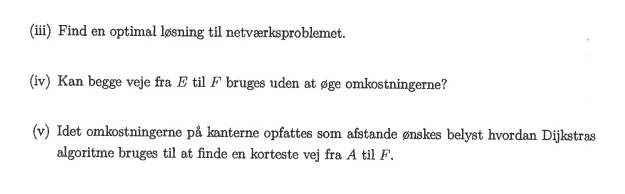 (iii) Find en optimal løsning til netværksproblemet.
(iv) Kan begge veje fra E til F bruges uden at øge omkostningerne?
(v) Idet omkostningerne på kanterne opfattes som afstande ønskes belyst hvordan Dijkstras
algoritme bruges til at finde en korteste vej fra A til F.